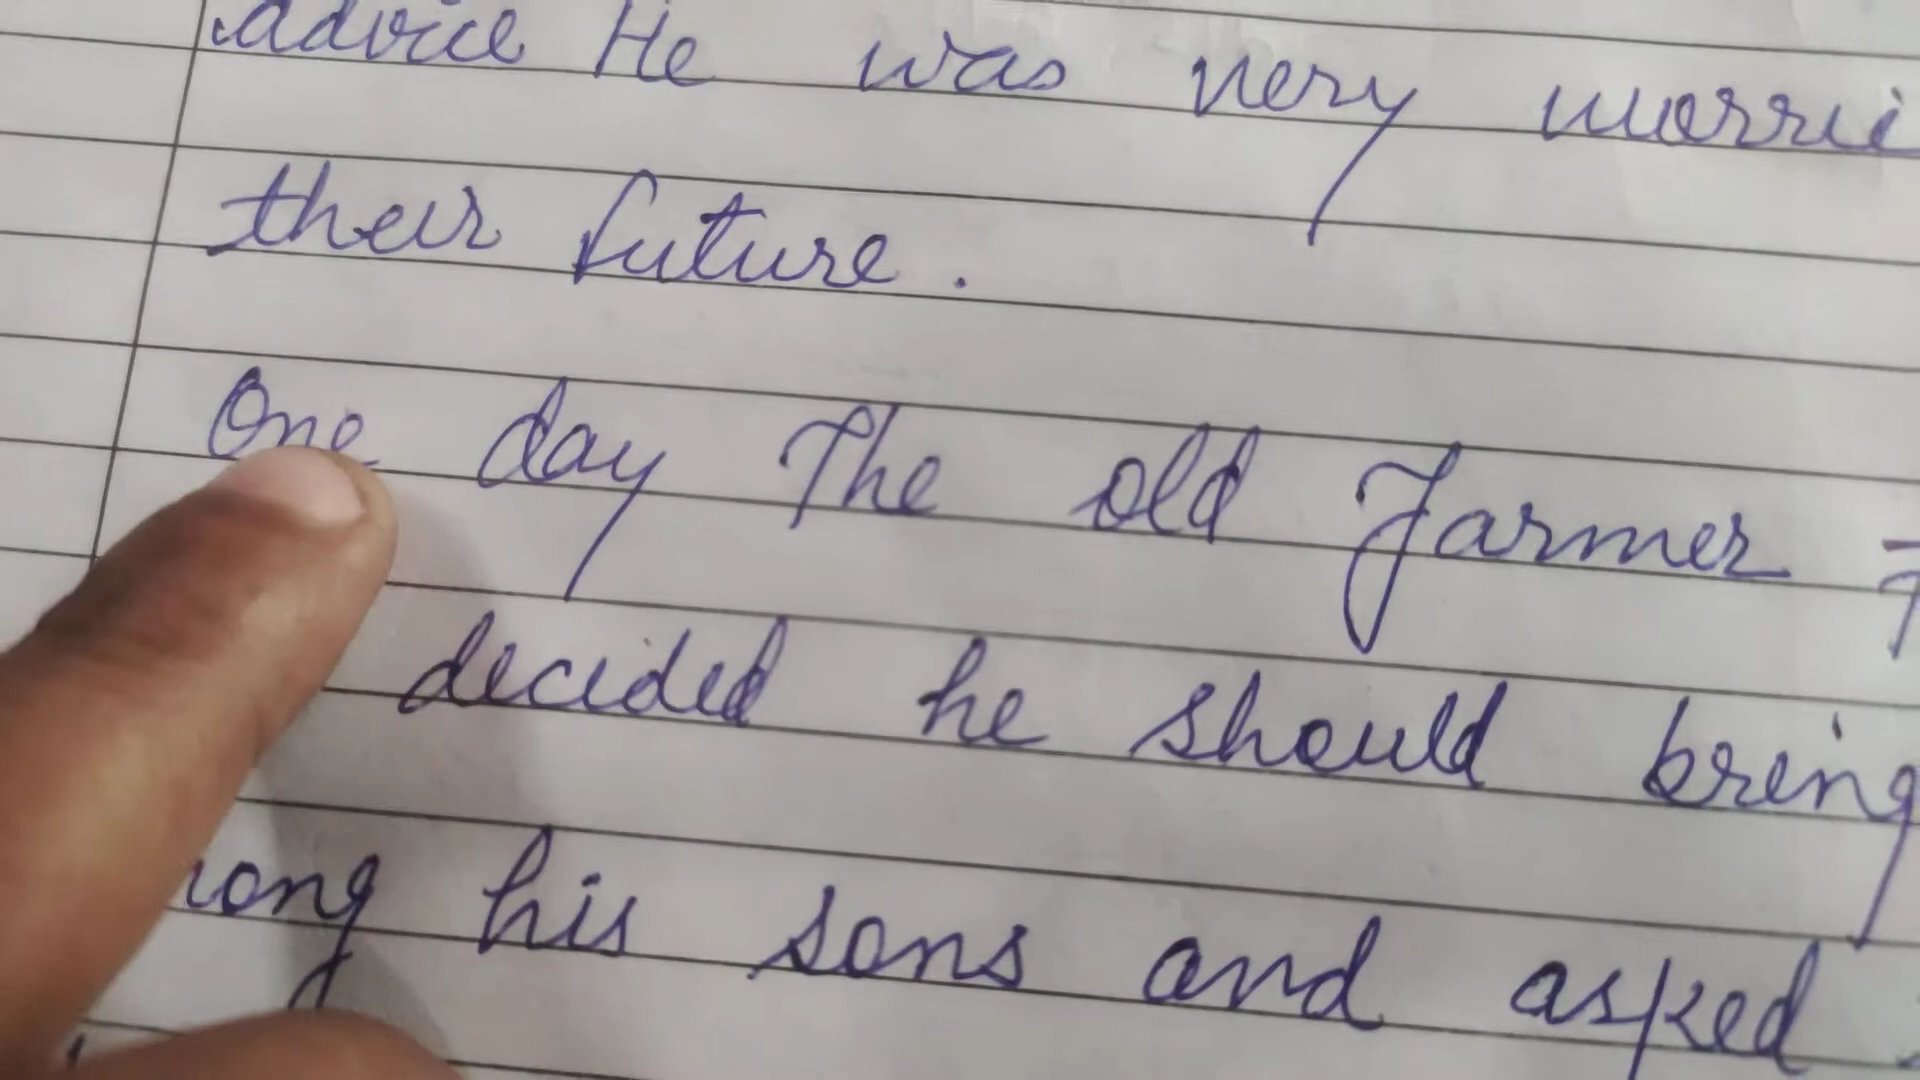 advice He was very
their future.
One day The old Farmer
decided he should bring
his sons and asked